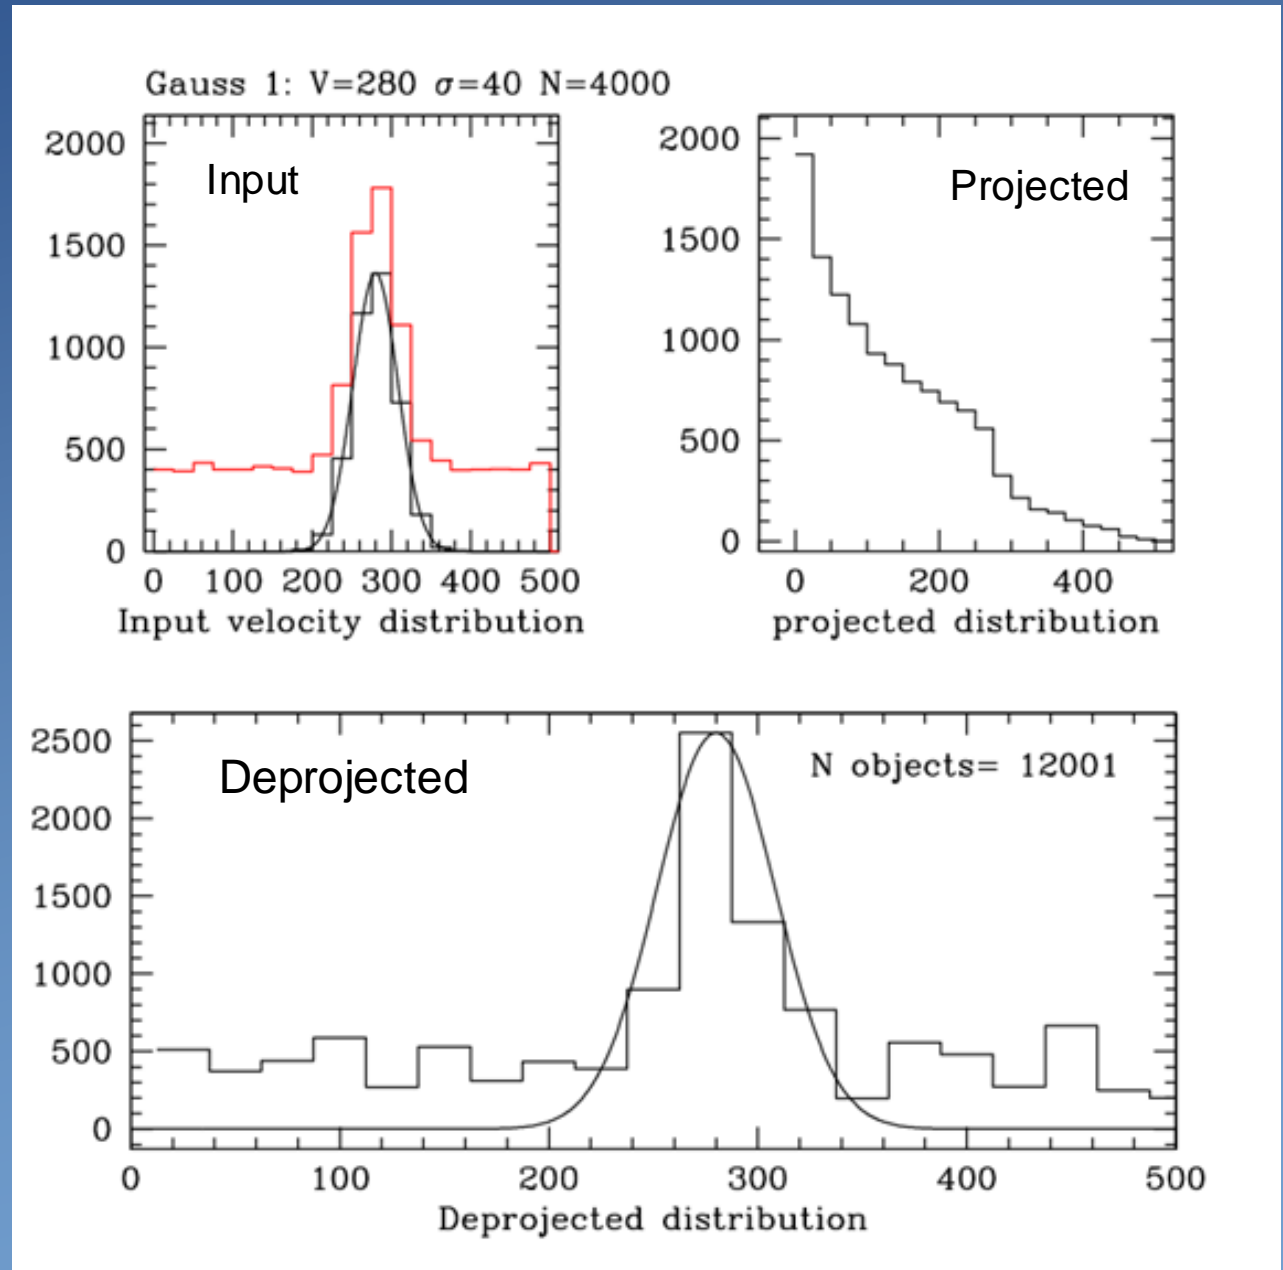 Gauss 1: V=280 σ=40 N=4000
2000
1500
1000
500
0
Input
0 100 200 300 400 500
Input velocity distribution
2000
1500
1000
500
0
Projected
0 200 400
projected distribution
2500
2000
1500
1000
500
0
Deprojected
N objects= 12001
0 100 200 300 400 500
Deprojected distribution